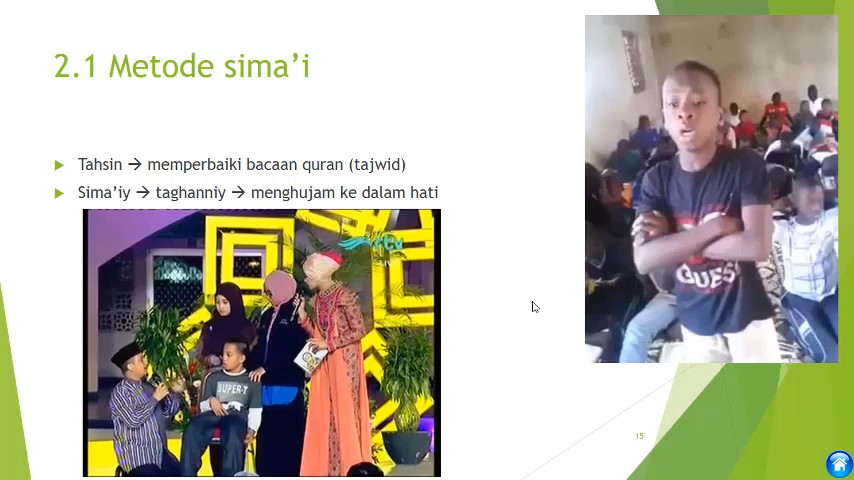 2.1 Metode sima’i
Tahsin → memperbaiki bacaan quran (tajwid)
Sima’iy → taghanniy → menghujam ke dalam hati
rtv
SUPER-T
GUESS
15